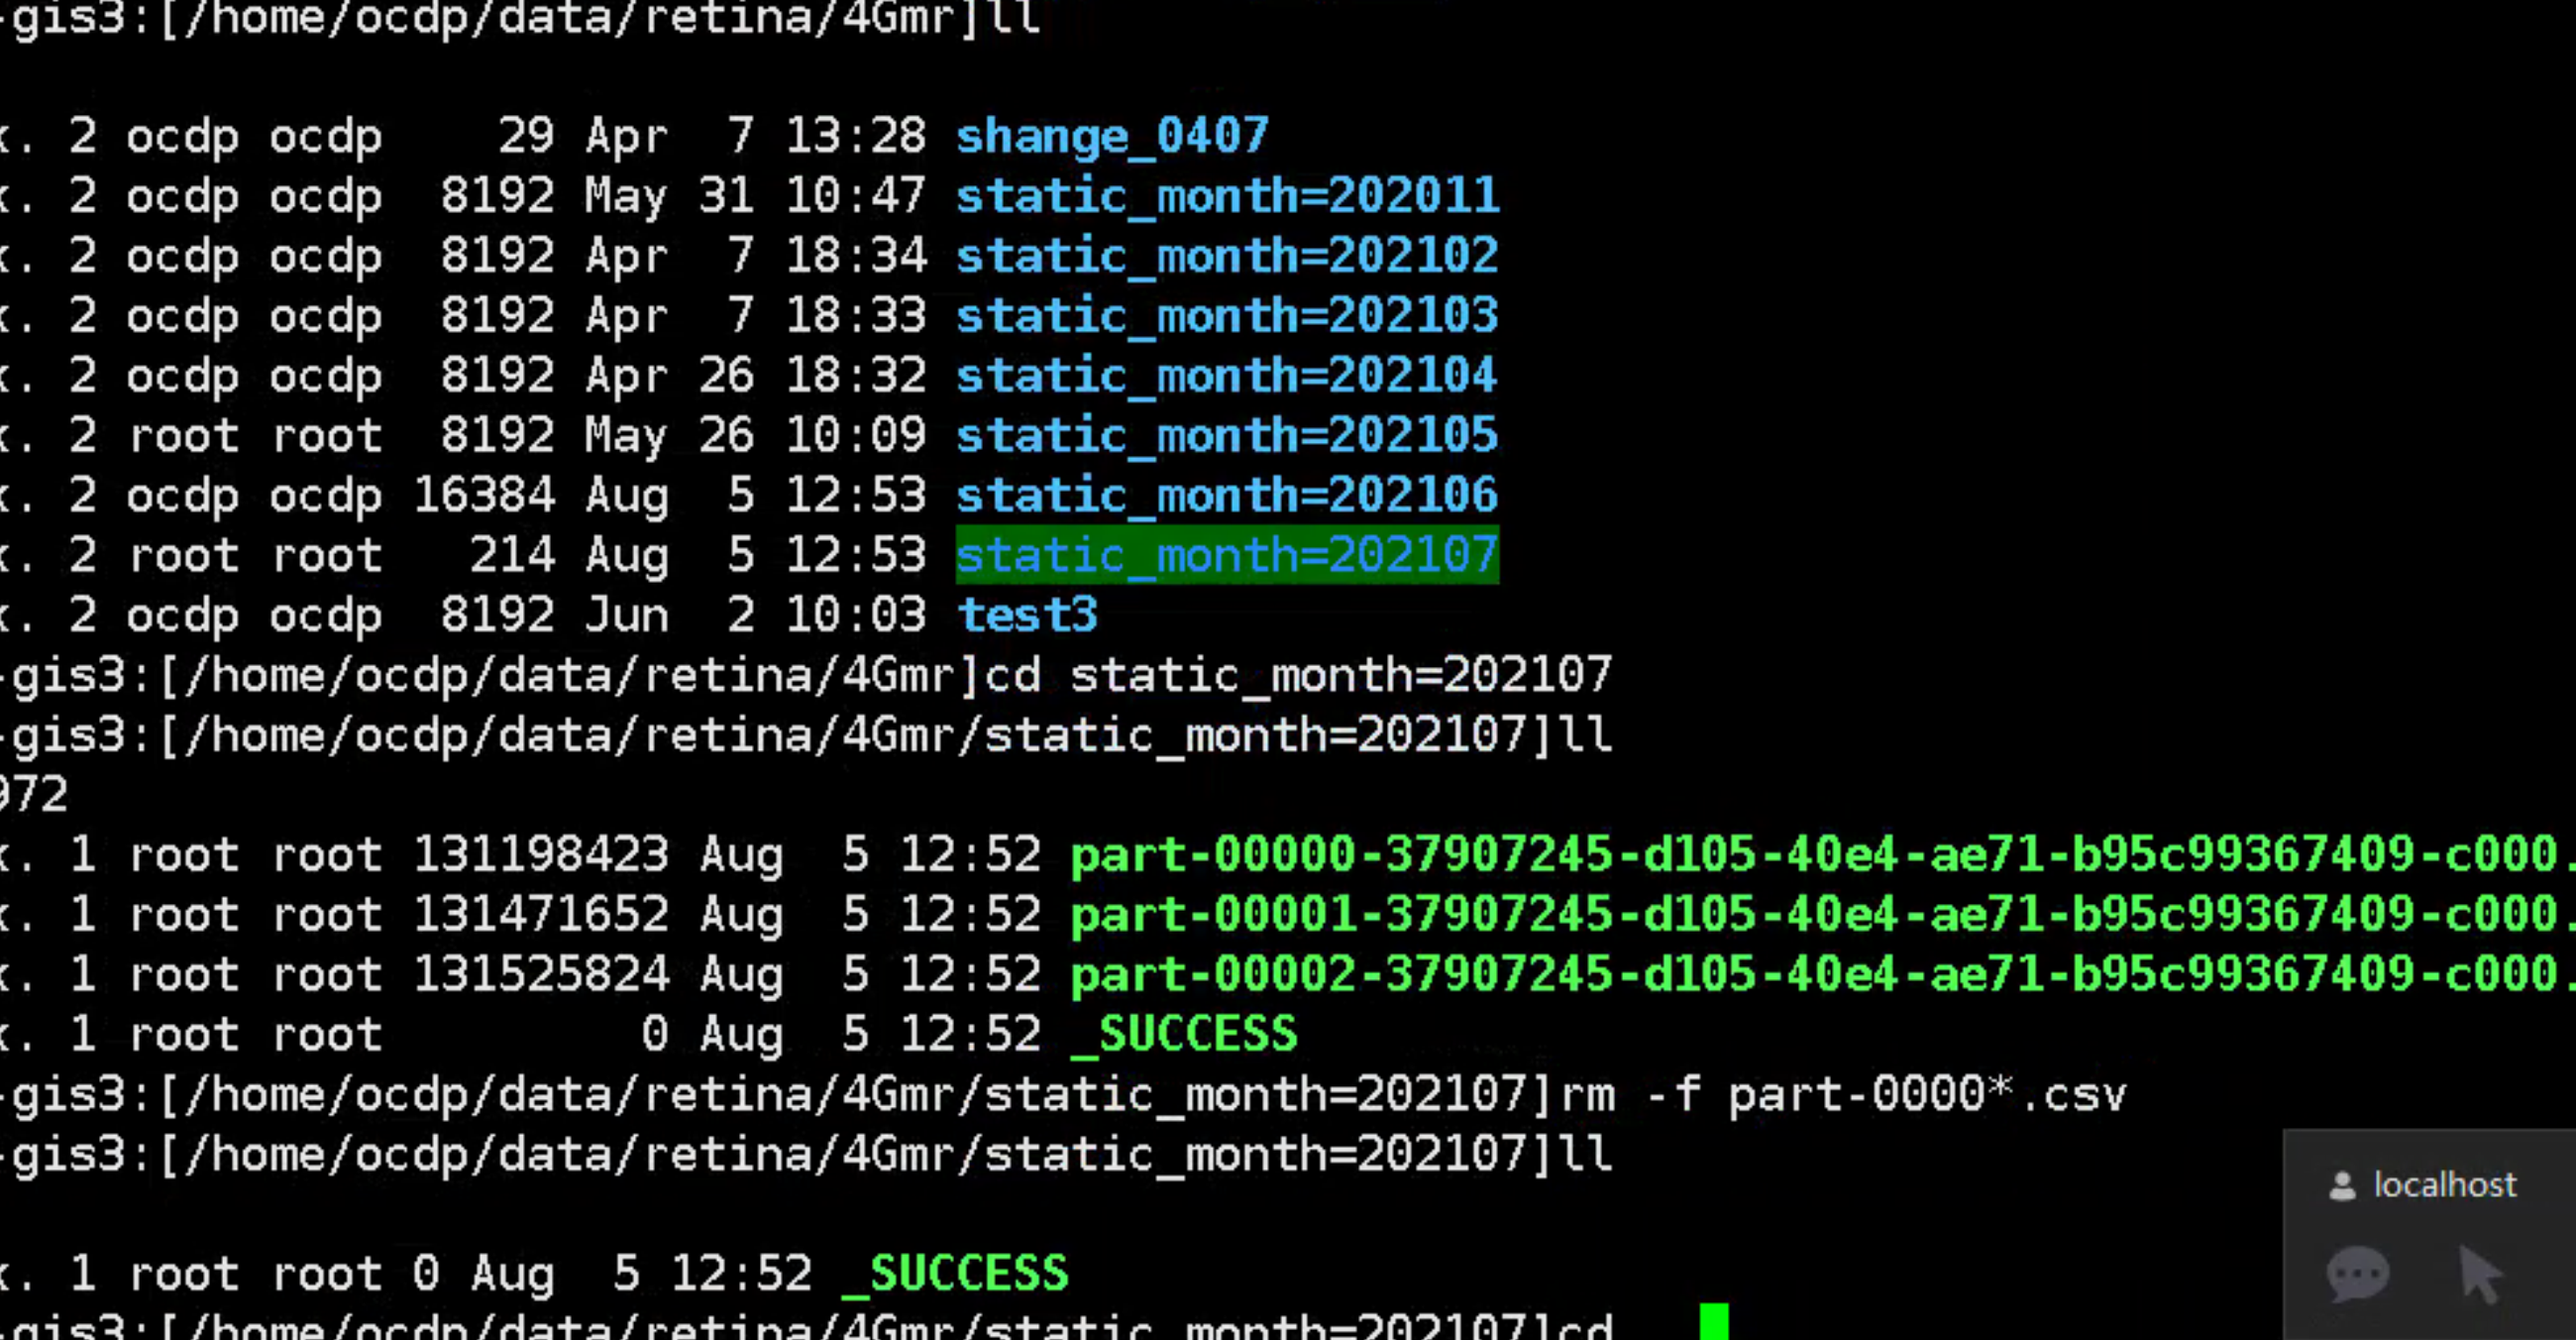 -gis3:[/home/ocdp/data/retina/4Gmr]ll
x. 2 ocdp ocdp    29 Apr  7 13:28 shange_0407
x. 2 ocdp ocdp  8192 May 31 10:47 static_month=202011
x. 2 ocdp ocdp  8192 Apr  7 18:34 static_month=202102
x. 2 ocdp ocdp  8192 Apr  7 18:33 static_month=202103
x. 2 ocdp ocdp  8192 Apr 26 18:32 static_month=202104
x. 2 root root  8192 May 26 10:09 static_month=202105
x. 2 ocdp ocdp 16384 Aug  5 12:53 static_month=202106
x. 2 root root   214 Aug  5 12:53 static_month=202107
x. 2 ocdp ocdp  8192 Jun  2 10:03 test3
-gis3:[/home/ocdp/data/retina/4Gmr]cd static_month=202107
-gis3:[/home/ocdp/data/retina/4Gmr/static_month=202107]ll
972
x. 1 root root 131198423 Aug  5 12:52 part-00000-37907245-d105-40e4-ae71-b95c99367409-c000.
x. 1 root root 131471652 Aug  5 12:52 part-00001-37907245-d105-40e4-ae71-b95c99367409-c000.
x. 1 root root 131525824 Aug  5 12:52 part-00002-37907245-d105-40e4-ae71-b95c99367409-c000.
x. 1 root root         0 Aug  5 12:52 _SUCCESS
-gis3:[/home/ocdp/data/retina/4Gmr/static_month=202107]rm -f part-0000*.csv
-gis3:[/home/ocdp/data/retina/4Gmr/static_month=202107]ll
x. 1 root root 0 Aug  5 12:52 _SUCCESS
-gis3:[/home/ocdp/data/retina/4Gmr/static_month=202107]cd
localhost